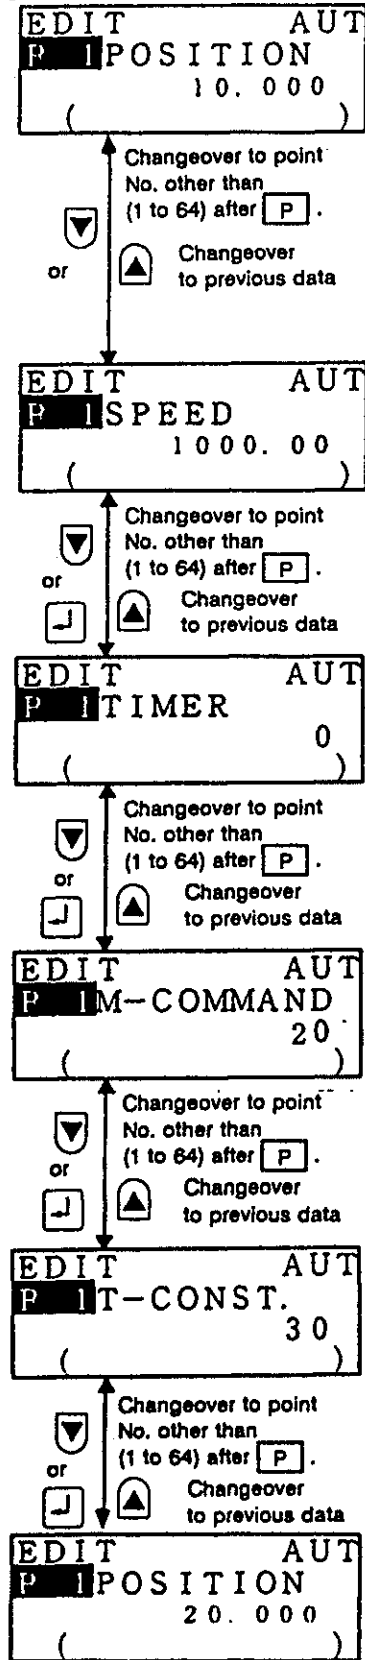 EDIT AUT
P 1POSITION
10.000
( )
Changeover to point
No. other than
(1 to 64) after P .
▼
or
▲ Changeover
to previous data
EDIT AUT
P 1SPEED
1000.00
( )
Changeover to point
No. other than
(1 to 64) after P .
▼
or
▲ Changeover
to previous data
EDIT AUT
P 1TIMER
0
( )
Changeover to point
No. other than
(1 to 64) after P .
▼
or
▲ Changeover
to previous data
EDIT AUT
P 1M-COMMAND
20
( )
Changeover to point
No. other than
(1 to 64) after P .
▼
or
▲ Changeover
to previous data
EDIT AUT
P 1T-CONST.
30
( )
Changeover to point
No. other than
(1 to 64) after P .
▼
or
▲ Changeover
to previous data
EDIT AUT
P 1POSITION
20.000
( )